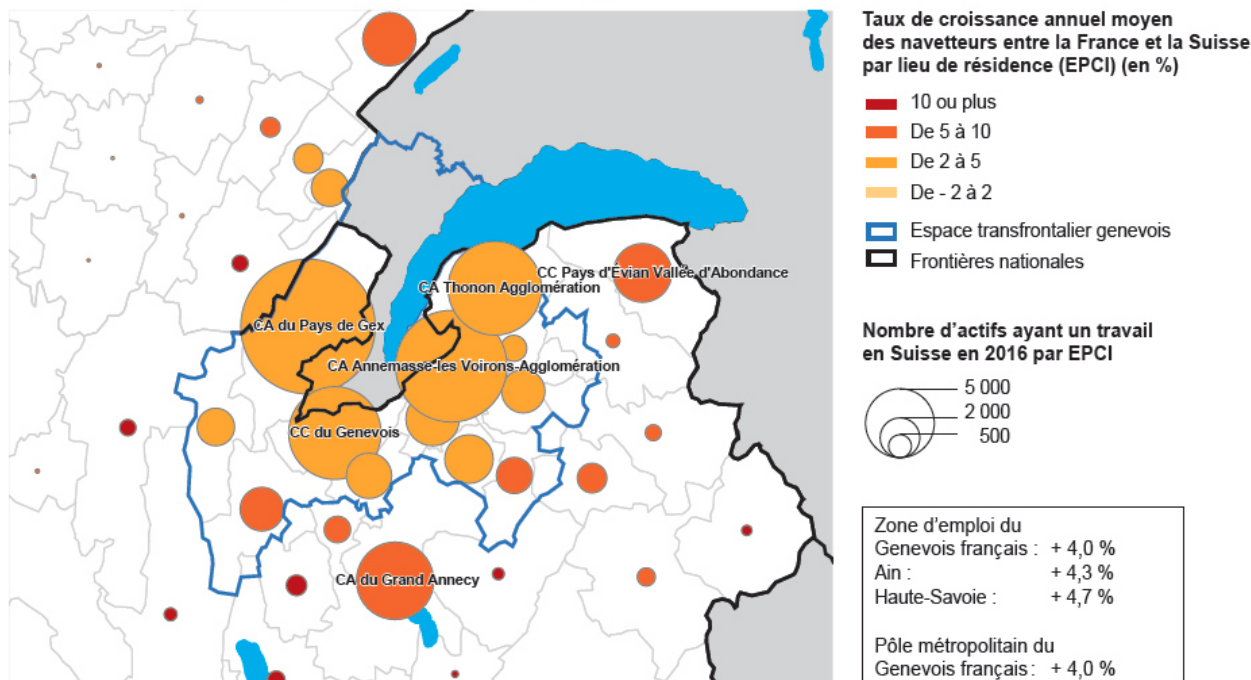 Taux de croissance annuel moyen
des navetteurs entre la France et la Suisse
par lieu de résidence (EPCI) (en %)
10 ou plus
De 5 à 10
De 2 à 5
De - 2 à 2
Espace transfrontalier genevois
Frontières nationales
Nombre d'actifs ayant un travail
en Suisse en 2016 par EPCI
5 000
2 000
500
Zone d'emploi du
Genevois français : + 4,0 %
Ain : + 4,3 %
Haute-Savoie : + 4,7 %
Pôle métropolitain du
Genevois français : + 4,0 %
CC Pays d'Évian Vallée d'Abondance
CA Thonon Agglomération
CA du Pays de Gex
CA Annemasse-les Voirons-Agglomération
CC du Genevois
CA du Grand Annecy